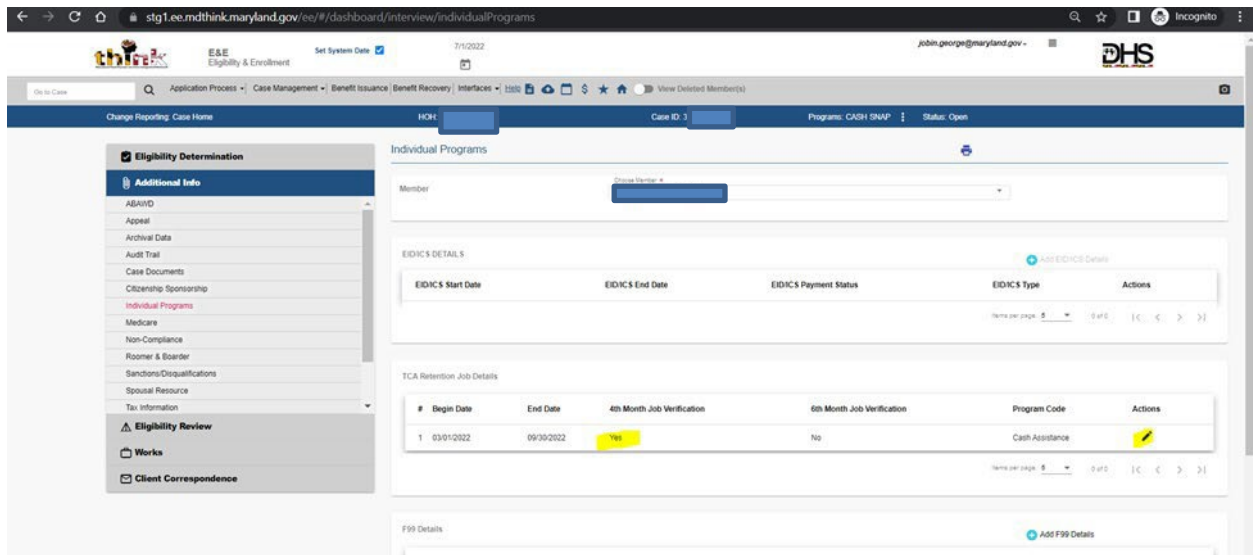 stg1.ee.mdthink.maryland.gov/ee/#/dashboard/interview/individualPrograms Incognito
think E&E Eligibility & Enrollment Set System Date 7/1/2022 jobin.george@maryland.gov DHS
Go to Case Application Process Case Management Benefit Issuance Benefit Recovery Interfaces Help $ View Deleted Member(s)
Change Reporting: Case Home HOH: Case ID: 3 Programs: CASH SNAP Status: Open
Eligibility Determination
Additional Info
ABAWD
Appeal
Archival Data
Audit Trail
Case Documents
Citizenship Sponsorship
Individual Programs
Medicare
Non-Compliance
Roomer & Boarder
Sanctions/Disqualifications
Spousal Resource
Tax Information
Eligibility Review
Works
Client Correspondence
Individual Programs
Member Choose Member *
EID/ICS DETAILS Add EID/ICS Details
EID/ICS Start Date EID/ICS End Date EID/ICS Payment Status EID/ICS Type Actions
Items per page: 5 0 of 0
TCA Retention Job Details
# Begin Date End Date 4th Month Job Verification 6th Month Job Verification Program Code Actions
1 03/01/2022 09/30/2022 Yes No Cash Assistance
Items per page: 5 0 of 0
F99 Details Add F99 Details